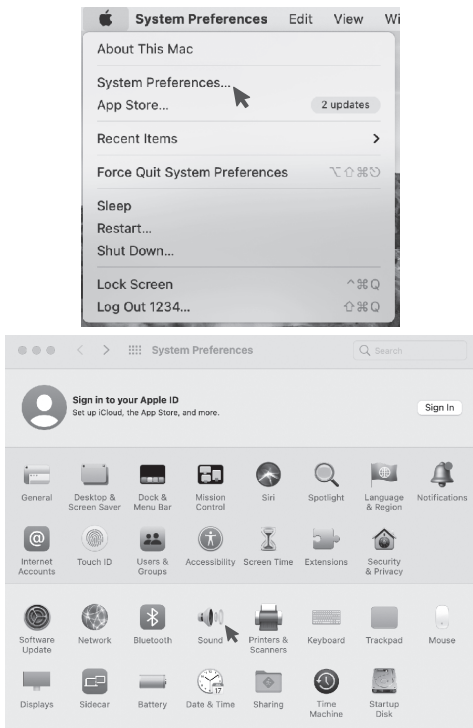 System Preferences Edit View Wi
About This Mac
System Preferences...
App Store... 2 updates
Recent Items >
Force Quit System Preferences ⌥⇧⌘⎋
Sleep
Restart...
Shut Down...
Lock Screen ^⌘Q
Log Out 1234... ⇧⌘Q
System Preferences Search
Sign in to your Apple ID
Set up iCloud, the App Store, and more.
Sign In
General Desktop & Screen Saver Dock & Menu Bar Mission Control Siri Spotlight Language & Region Notifications
Internet Accounts Touch ID Users & Groups Accessibility Screen Time Extensions Security & Privacy
Software Update Network Bluetooth Sound Printers & Scanners Keyboard Trackpad Mouse
Displays Sidecar Battery Date & Time Sharing Time Machine Startup Disk
17